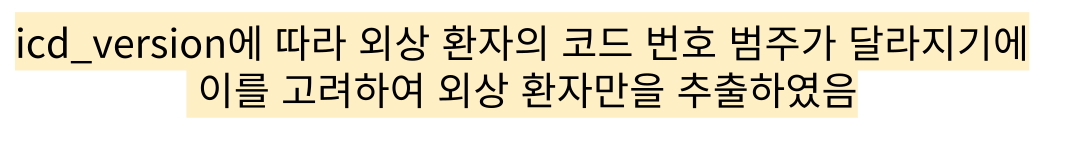 icd_version에 따라 외상 환자의 코드 번호 범주가 달라지기에
이를 고려하여 외상 환자만을 추출하였음